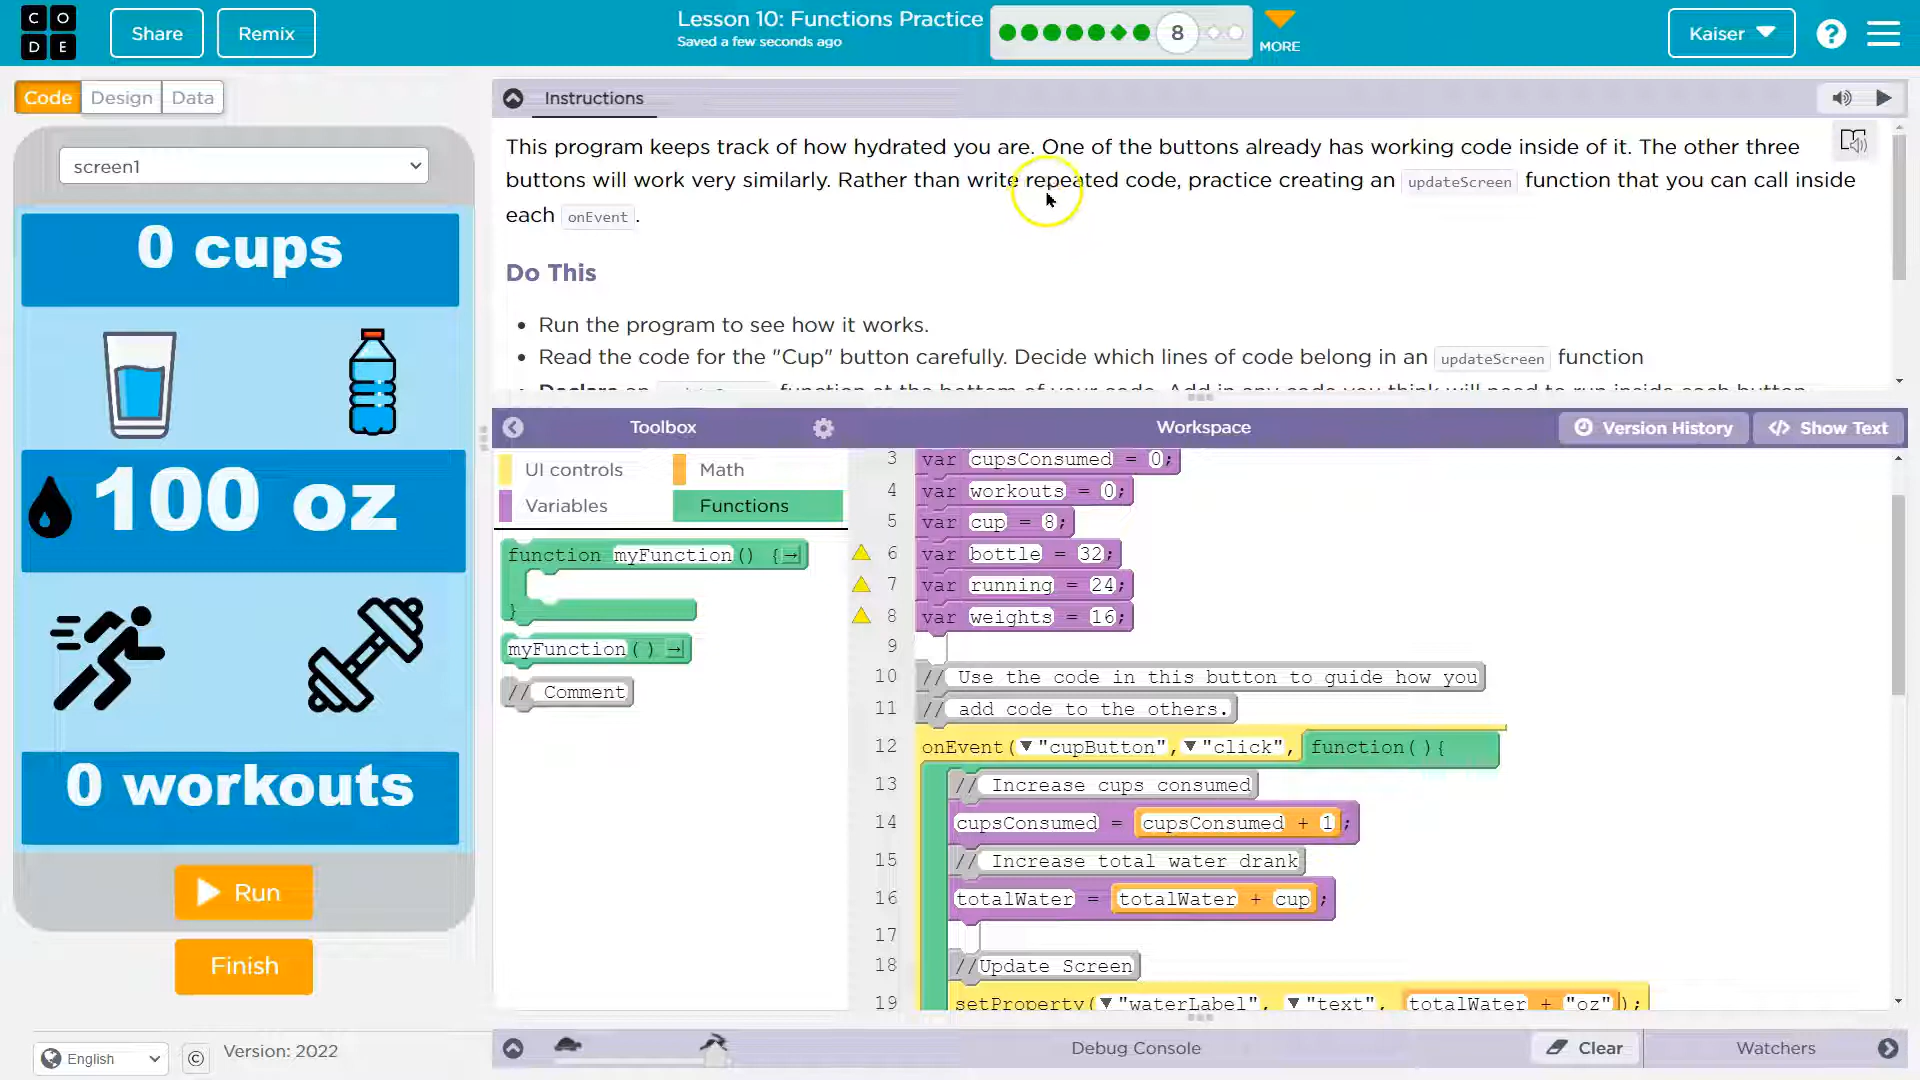 C O
D E
Share
Remix
Lesson 10: Functions Practice
Saved a few seconds ago
8
MORE
Kaiser
?
Code
Design
Data
Instructions
screen1
This program keeps track of how hydrated you are. One of the buttons already has working code inside of it. The other three
buttons will work very similarly. Rather than write repeated code, practice creating an updateScreen function that you can call inside
each onEvent.
Do This
• Run the program to see how it works.
• Read the code for the "Cup" button carefully. Decide which lines of code belong in an updateScreen function
0 cups
100 oz
0 workouts
Run
Finish
Toolbox
Workspace
Version History
Show Text
UI controls
Math
Variables
Functions
function myFunction() {
}
myFunction()
// Comment
3 var cupsConsumed = 0;
4 var workouts = 0;
5 var cup = 8;
6 var bottle = 32;
7 var running = 24;
8 var weights = 16;
9
10 // Use the code in this button to guide how you
11 // add code to the others.
12 onEvent("cupButton", "click", function(){
13 // Increase cups consumed
14 cupsConsumed = cupsConsumed + 1;
15 // Increase total water drank
16 totalWater = totalWater + cup;
17
18 //Update Screen
19 setProperty("waterLabel", "text", totalWater + "oz");
English
©
Version: 2022
Debug Console
Clear
Watchers